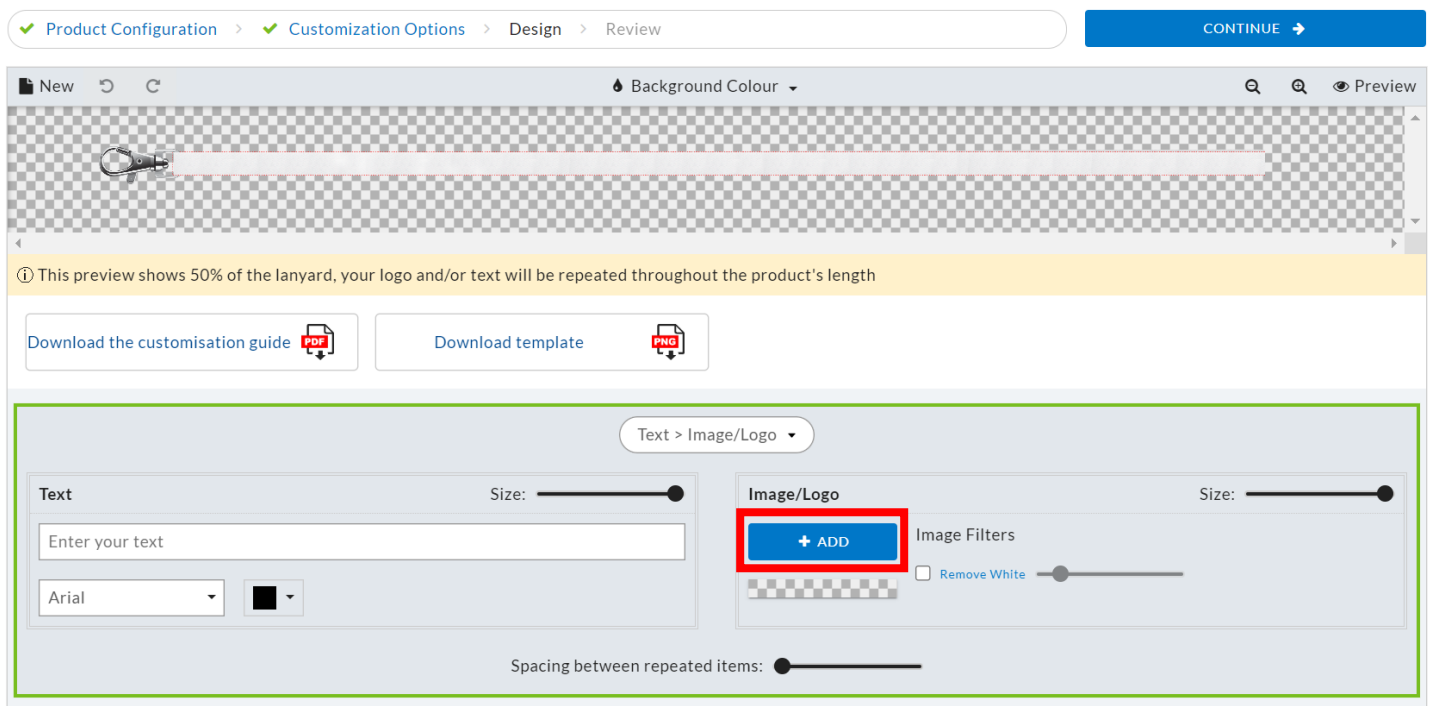 Product Configuration > Customization Options > Design > Review
CONTINUE
New
Background Colour
Preview
This preview shows 50% of the lanyard, your logo and/or text will be repeated throughout the product's length
Download the customisation guide PDF
Download template PNG
Text > Image/Logo
Text Size:
Enter your text
Arial
Image/Logo Size:
+ ADD
Image Filters
Remove White
Spacing between repeated items: